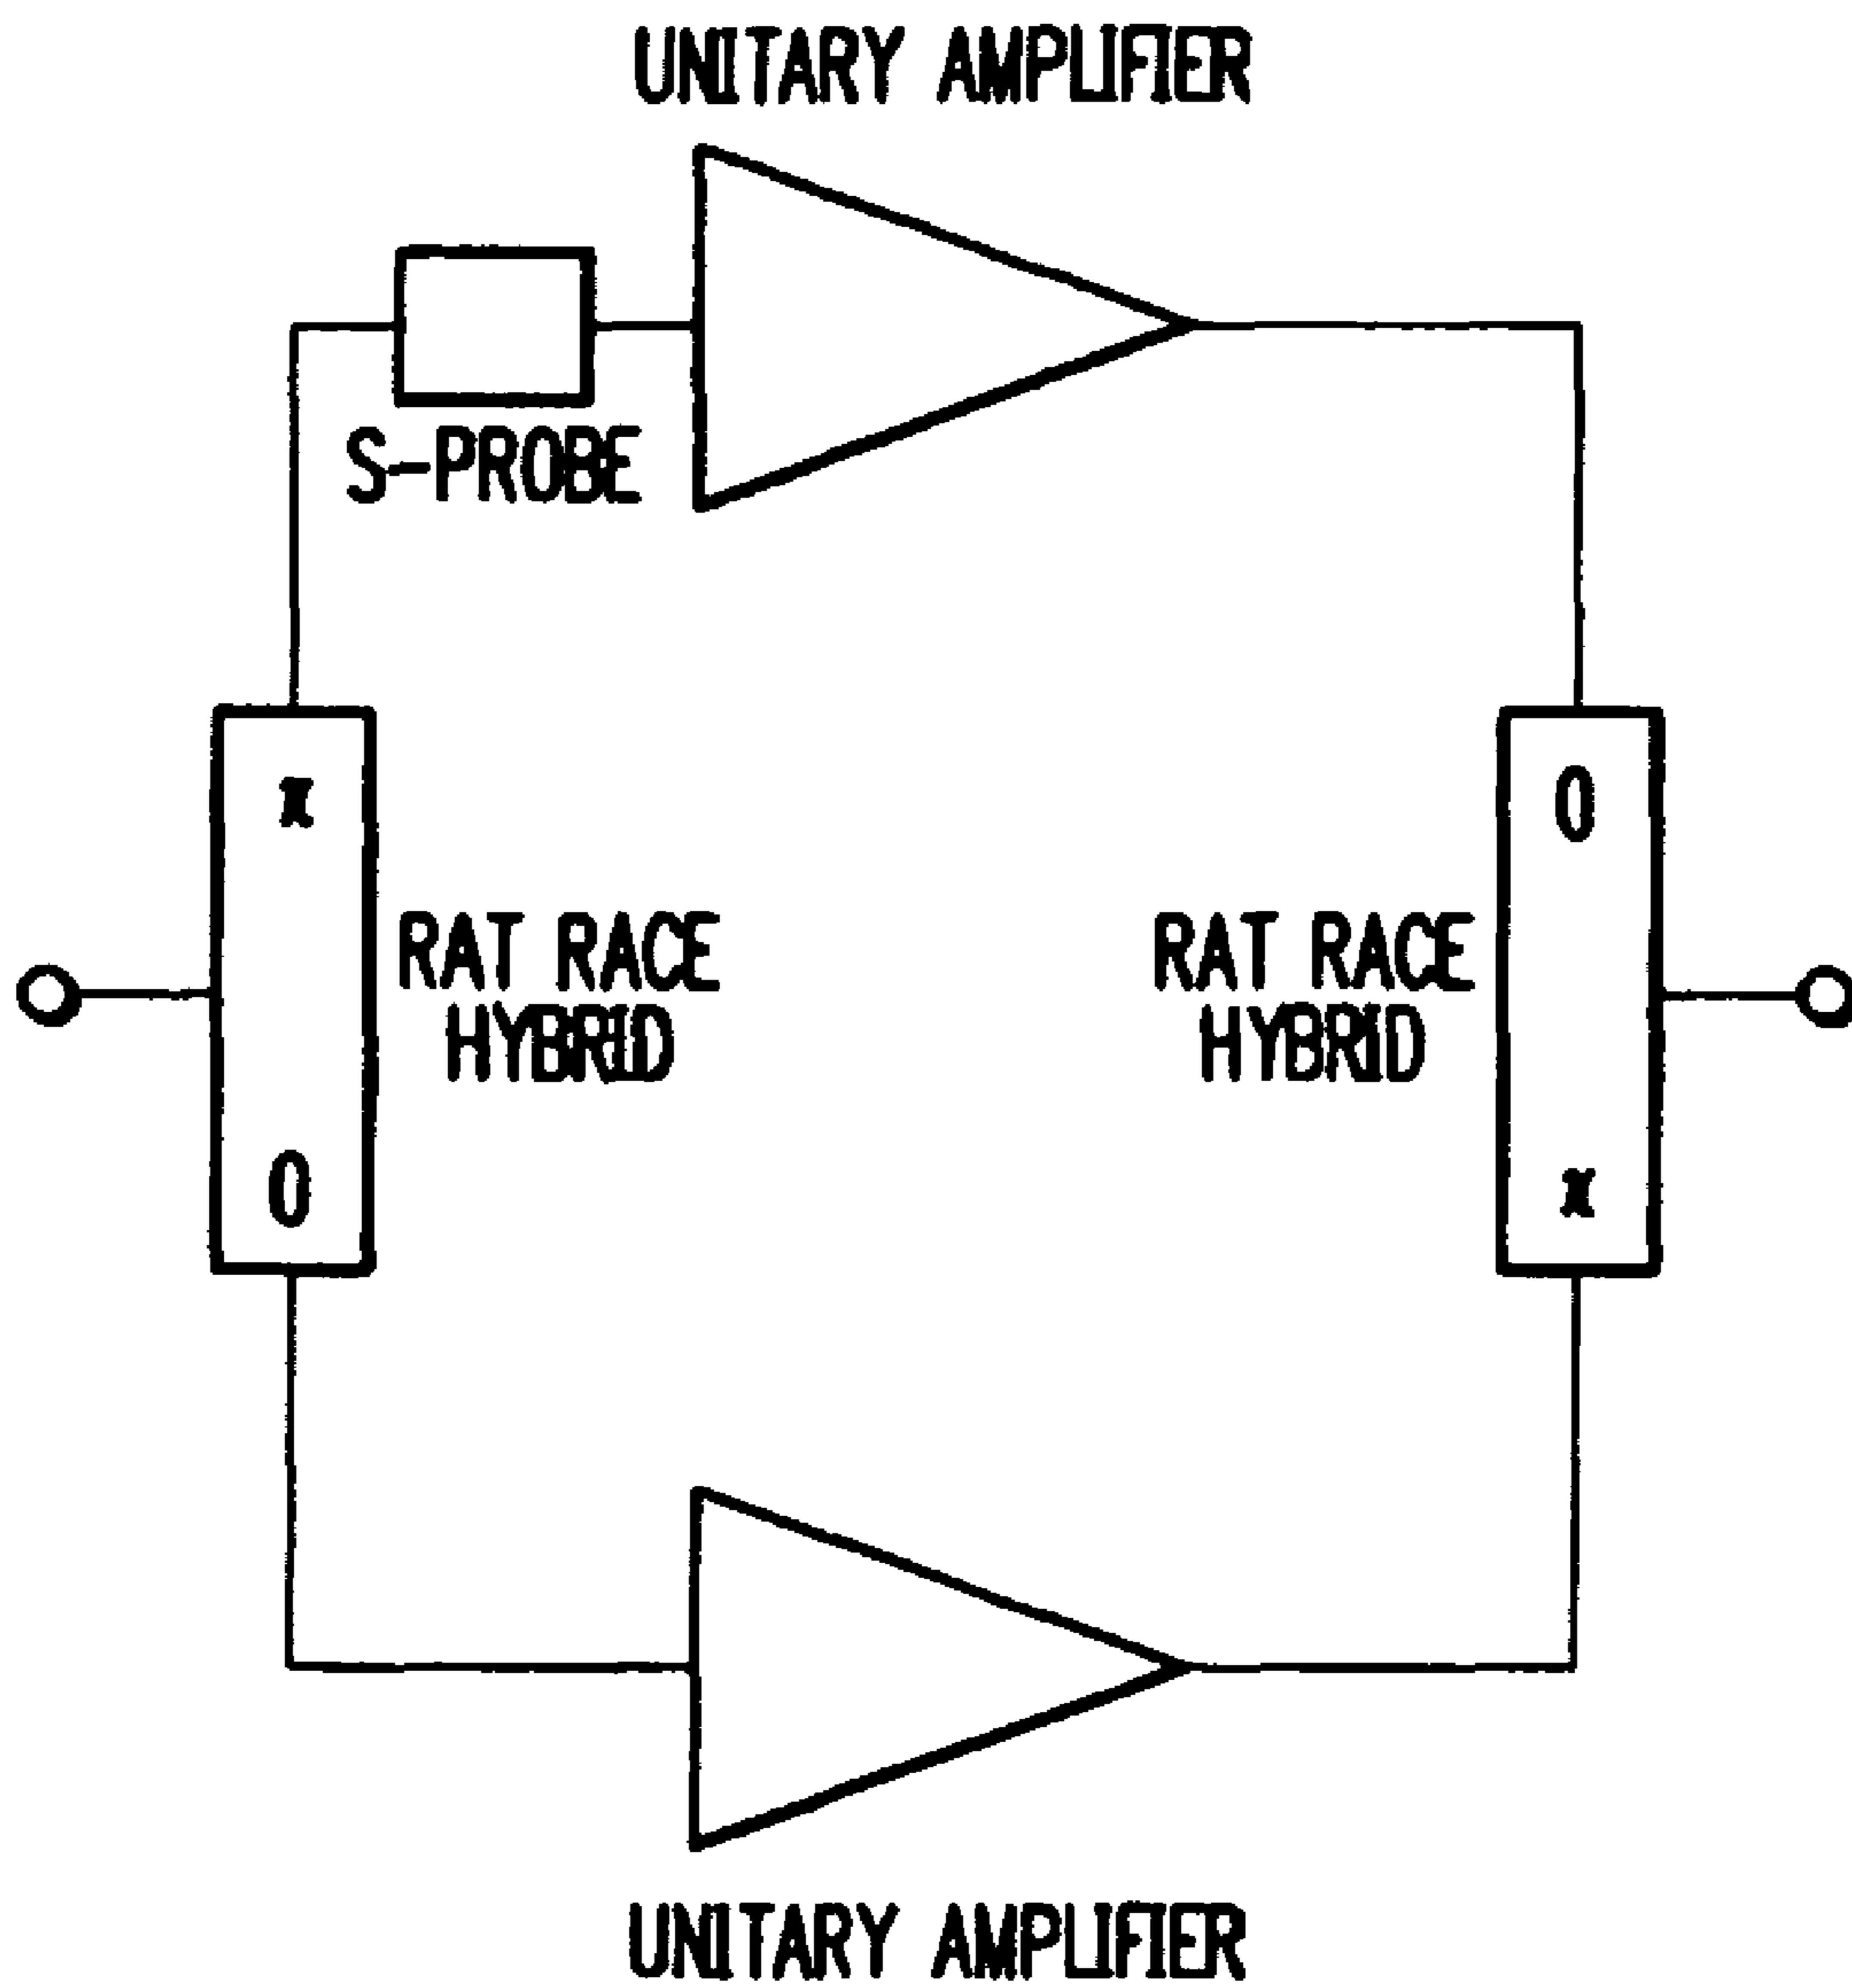 UNITARY AMPLIFIER
S-PROBE
π
0
RAT RACE
HYBRID
RAT RACE
HYBRID
0
π
UNITARY AMPLIFIER